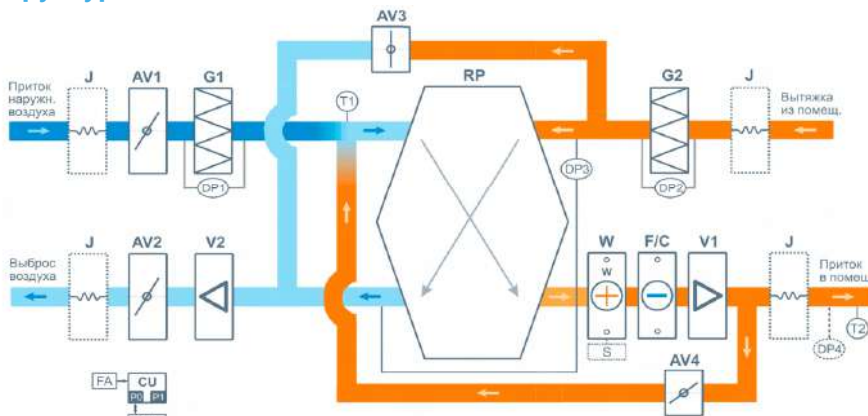 AV3
J
AV1
G1
RP
G2
J
Приток
наружн.
воздуха
T1
Вытяжка
из помещ.
DP1
DP3
DP2
Выброс
воздуха
J
AV2
V2
W
F/C
V1
J
Приток
в помещ.
W
S
T2
DP4
AV4
FA
CU
P0
P1